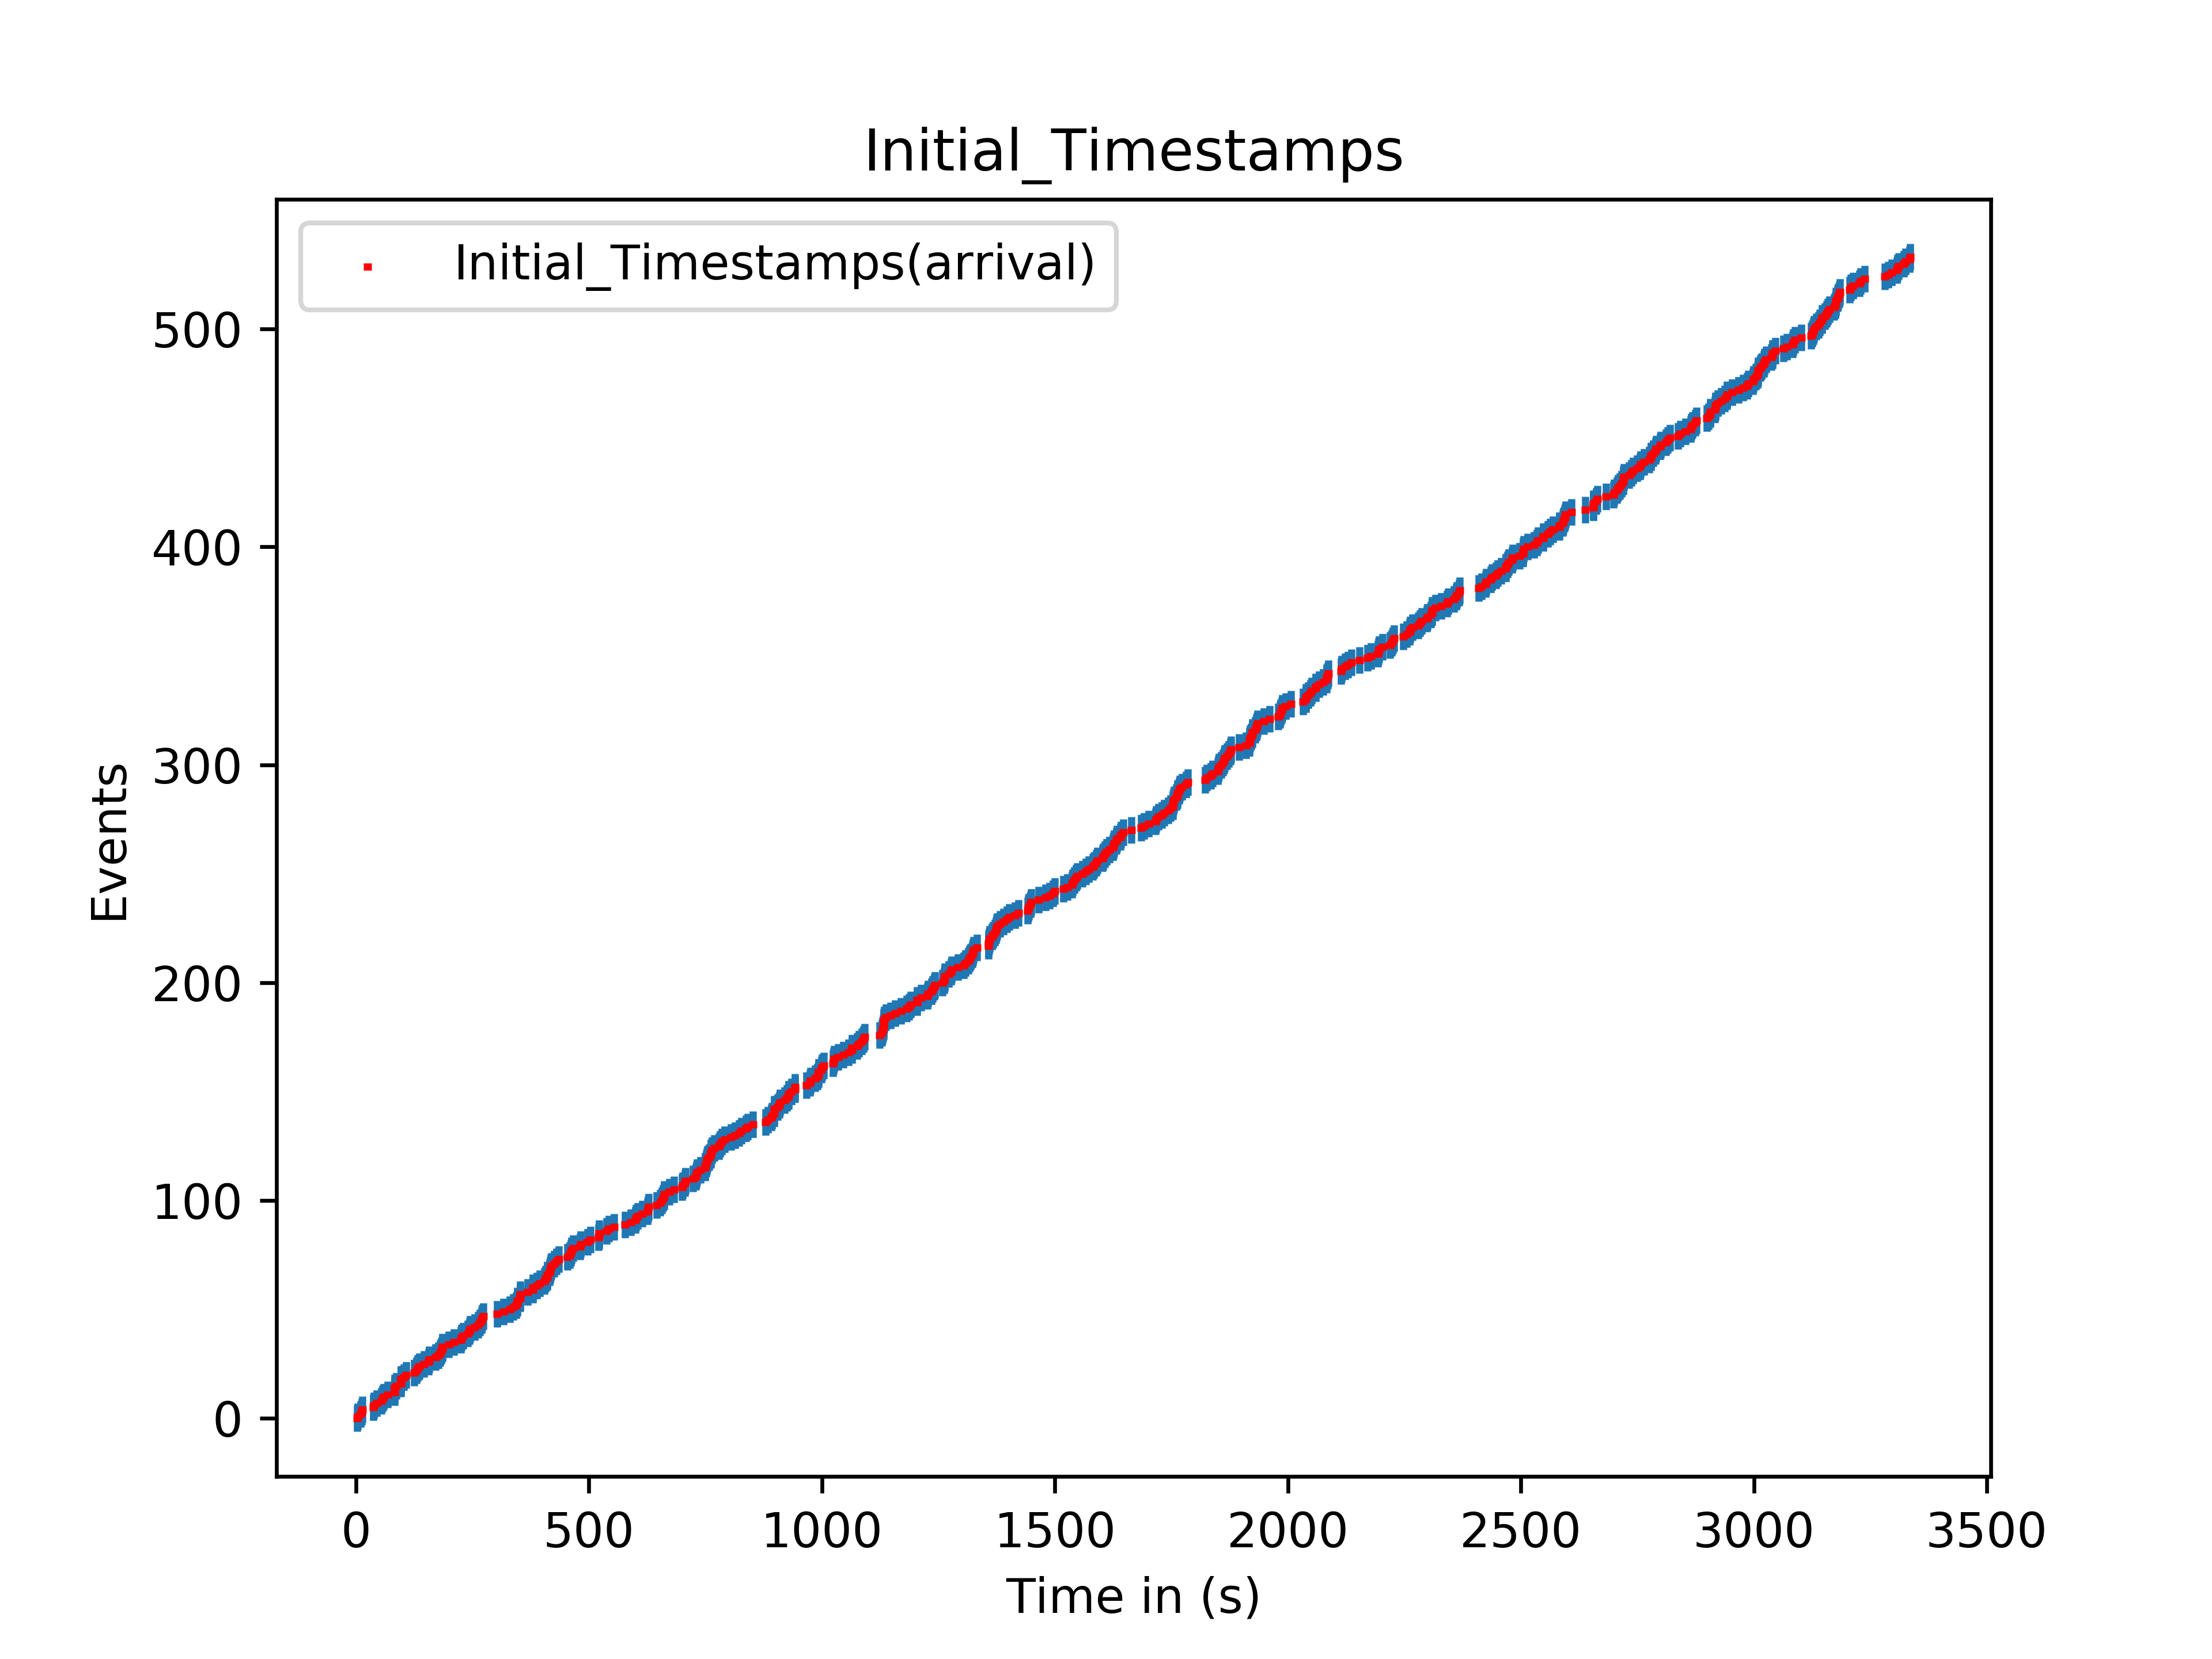 Initial_Timestamps
Initial_Timestamps(arrival)
Events
500
400
300
200
100
0
0 500 1000 1500 2000 2500 3000 3500
Time in (s)